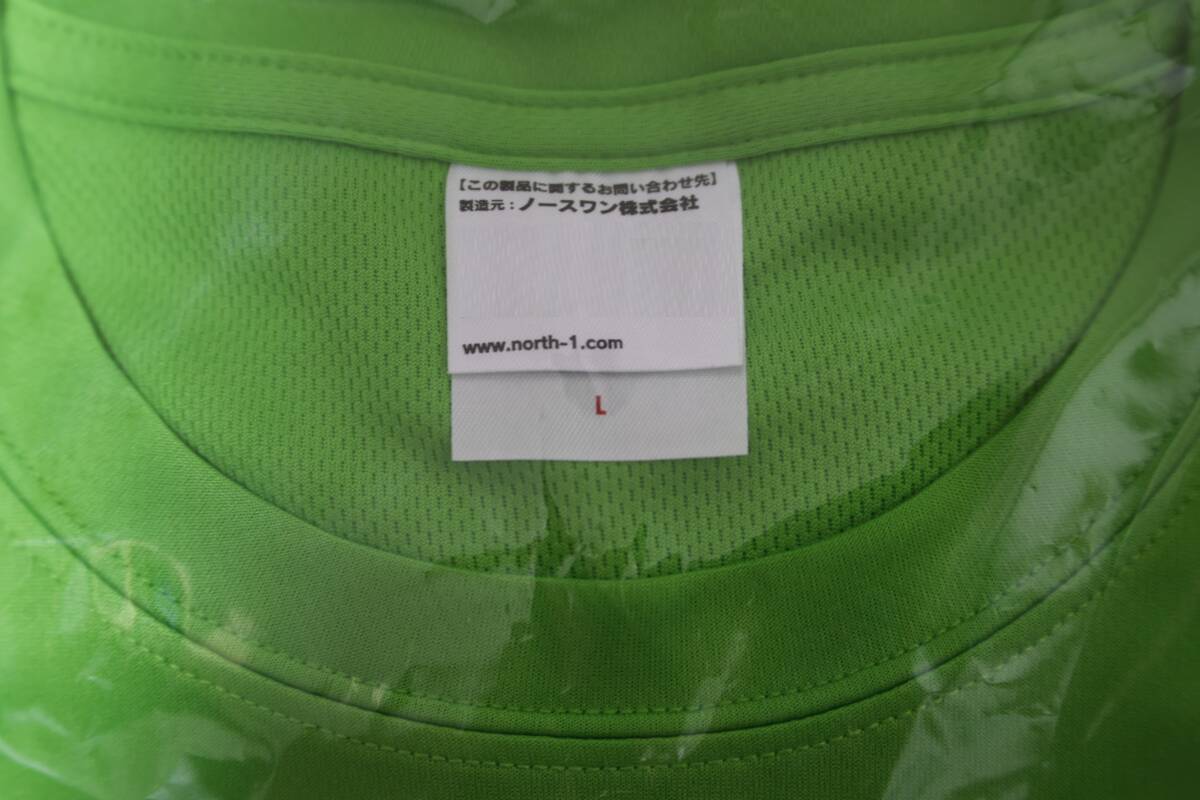 【この製品に関するお問い合わせ先】
製造元：ノースワン株式会社
www.north-1.com
L